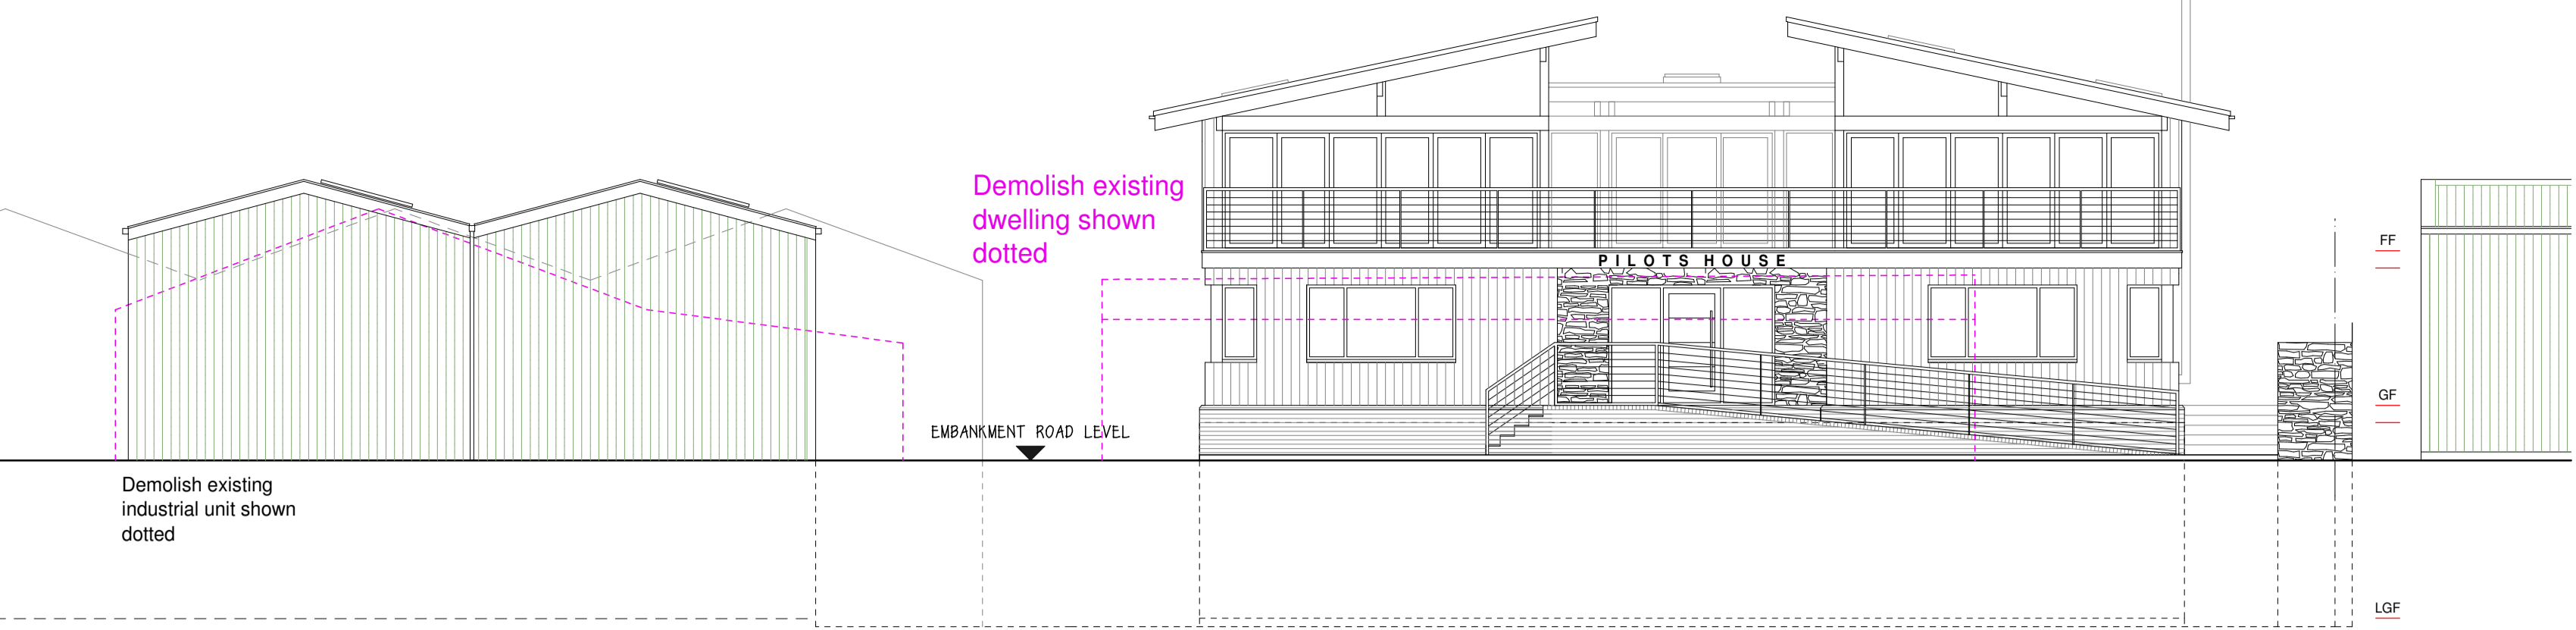 Demolish existing
dwelling shown
dotted
PILOTS HOUSE
FF
GF
EMBANKMENT ROAD LEVEL
Demolish existing
industrial unit shown
dotted
LGF